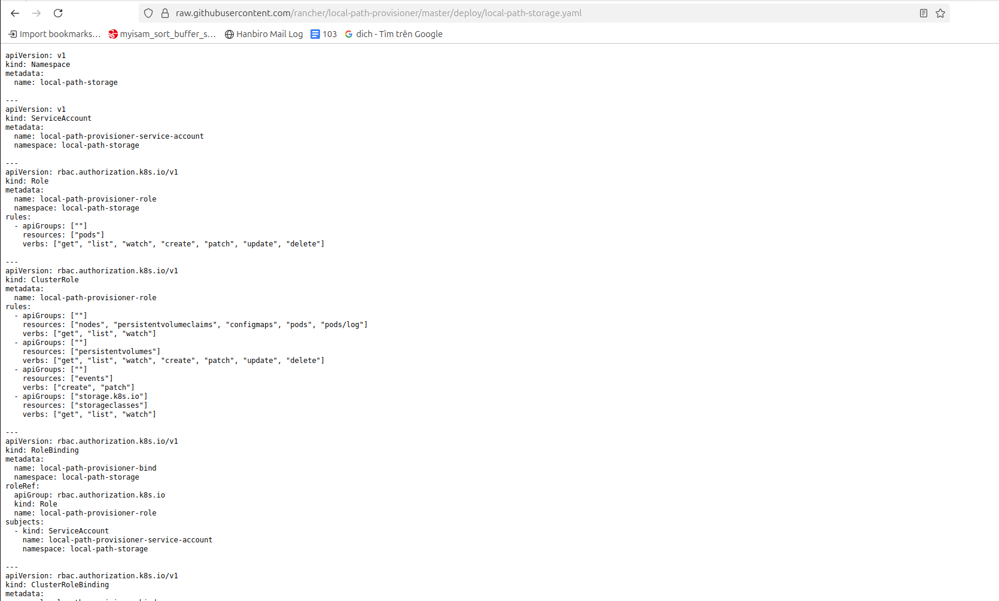 raw.githubusercontent.com/rancher/local-path-provisioner/master/deploy/local-path-storage.yaml
Import bookmarks... myisam_sort_buffer_s... Hanbiro Mail Log 103 dich - Tìm trên Google
apiVersion: v1
kind: Namespace
metadata:
  name: local-path-storage

---
apiVersion: v1
kind: ServiceAccount
metadata:
  name: local-path-provisioner-service-account
  namespace: local-path-storage

---
apiVersion: rbac.authorization.k8s.io/v1
kind: Role
metadata:
  name: local-path-provisioner-role
  namespace: local-path-storage
rules:
  - apiGroups: [""]
    resources: ["pods"]
    verbs: ["get", "list", "watch", "create", "patch", "update", "delete"]

---
apiVersion: rbac.authorization.k8s.io/v1
kind: ClusterRole
metadata:
  name: local-path-provisioner-role
rules:
  - apiGroups: [""]
    resources: ["nodes", "persistentvolumeclaims", "configmaps", "pods", "pods/log"]
    verbs: ["get", "list", "watch"]
  - apiGroups: [""]
    resources: ["persistentvolumes"]
    verbs: ["get", "list", "watch", "create", "patch", "update", "delete"]
  - apiGroups: [""]
    resources: ["events"]
    verbs: ["create", "patch"]
  - apiGroups: ["storage.k8s.io"]
    resources: ["storageclasses"]
    verbs: ["get", "list", "watch"]

---
apiVersion: rbac.authorization.k8s.io/v1
kind: RoleBinding
metadata:
  name: local-path-provisioner-bind
  namespace: local-path-storage
roleRef:
  apiGroup: rbac.authorization.k8s.io
  kind: Role
  name: local-path-provisioner-role
subjects:
  - kind: ServiceAccount
    name: local-path-provisioner-service-account
    namespace: local-path-storage

---
apiVersion: rbac.authorization.k8s.io/v1
kind: ClusterRoleBinding
metadata: